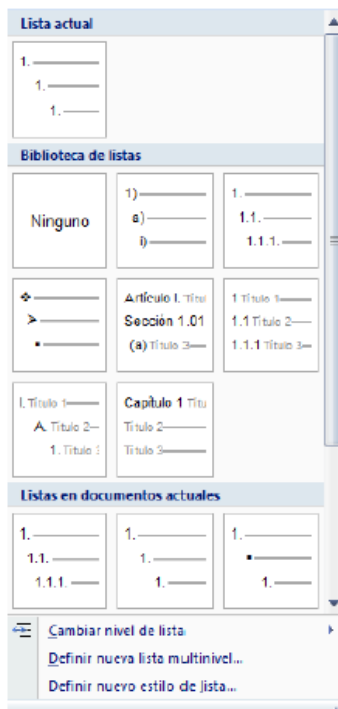 Lista actual
1.
1.
1.
Biblioteca de listas
Ninguno
1)
a)
i)
1.
1.1.
1.1.1.
Artículo I. Títu
Sección 1.01
(a) Título 3
1 Título 1
1.1 Título 2
1.1.1 Título 3
I. Título 1
A. Título 2
1. Título 3
Capítulo 1 Títu
Título 2
Título 3
Listas en documentos actuales
1.
1.1.
1.1.1.
1.
1.
1.
1.
1.
Cambiar nivel de lista
Definir nueva lista multinivel...
Definir nuevo estilo de lista...